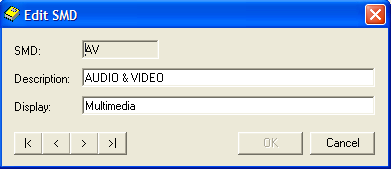 Edit SMD
SMD: AV
Description: AUDIO & VIDEO
Display: Multimedia
|< < > >| OK Cancel